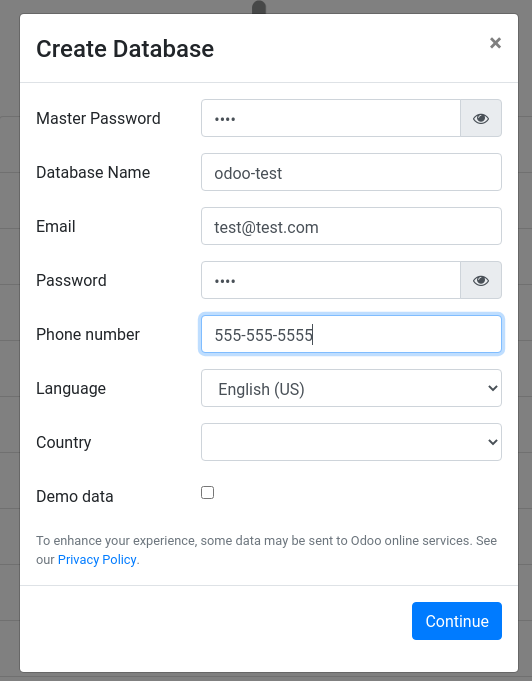 Create Database ×
Master Password ••••
Database Name odoo-test
Email test@test.com
Password ••••
Phone number 555-555-5555
Language English (US)
Country
Demo data
To enhance your experience, some data may be sent to Odoo online services. See
our Privacy Policy.
Continue